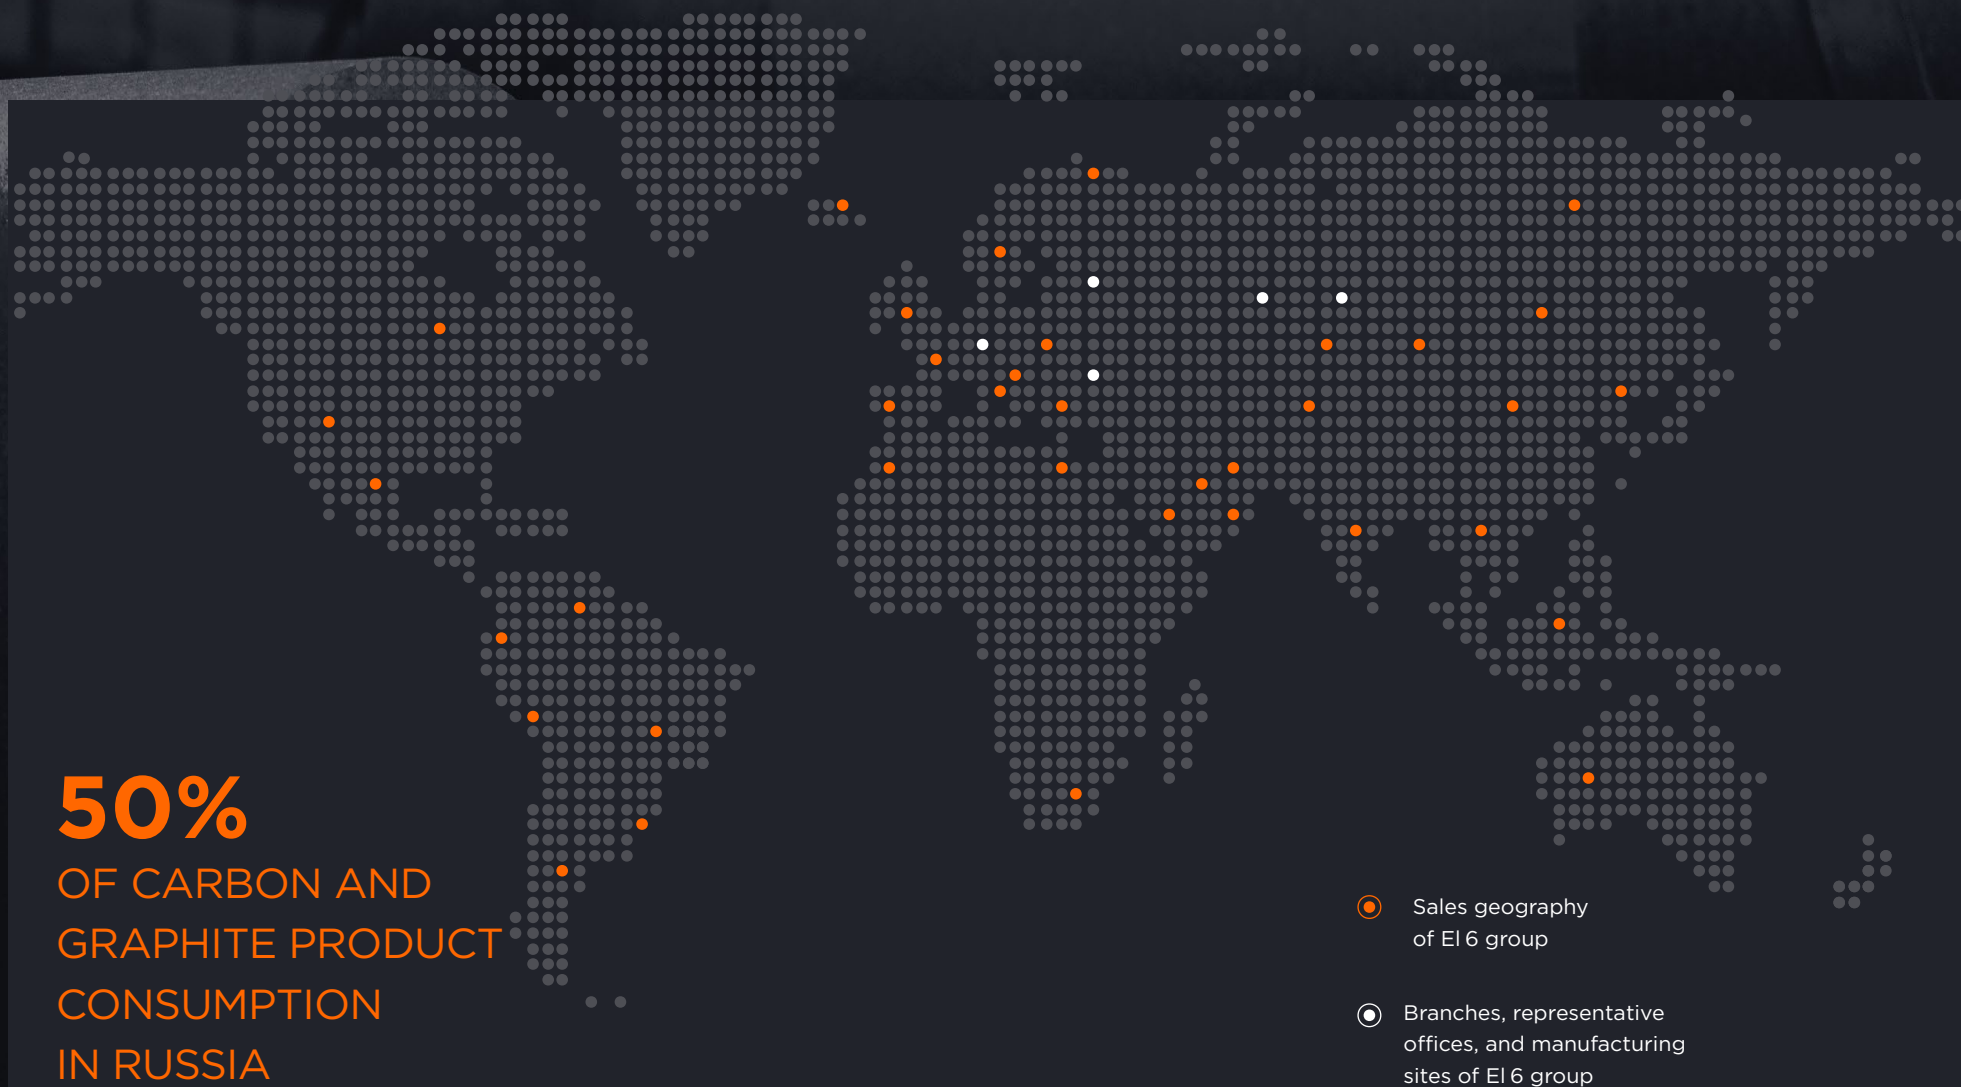 50%
OF CARBON AND
GRAPHITE PRODUCT
CONSUMPTION
IN RUSSIA
Sales geography
of El 6 group
Branches, representative
offices, and manufacturing
sites of El 6 group